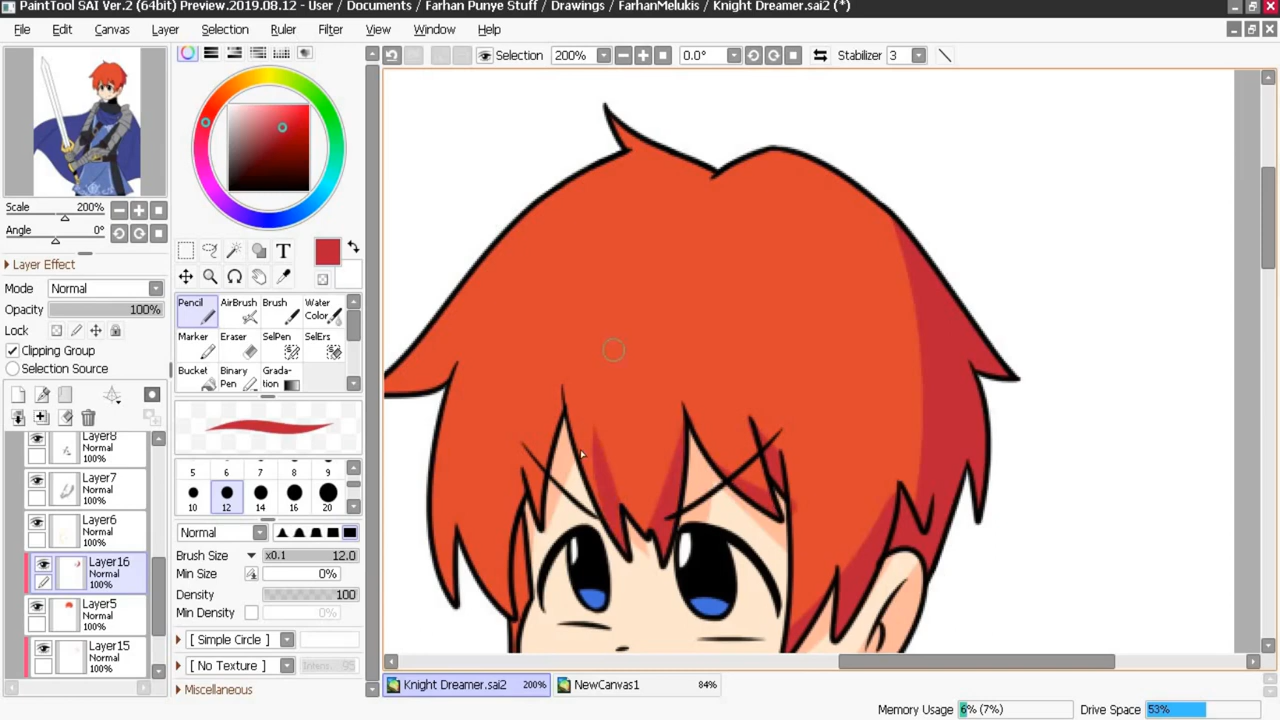 PaintTool SAI Ver.2 (64bit) Preview.2019.08.12 - User / Documents / Farhan Punye Stuff / Drawings / FarhanMelukis / Knight Dreamer.sai2 (*)
File Edit Canvas Layer Selection Ruler Filter View Window Help
Selection 200% 0.0° Stabilizer 3
Scale 200%
Angle 0°
Layer Effect
Mode Normal
Opacity 100%
Lock
Clipping Group
Selection Source
Layer8
Normal
100%
Layer7
Normal
100%
Layer6
Normal
100%
Layer16
Normal
100%
Layer5
Normal
100%
Layer15
Normal
100%
T
Pencil AirBrush Brush Water Color
Marker Eraser SelPen SelErs
Bucket Binary Pen Grada-tion
5 6 7 8 9
10 12 14 16 20
Normal
Brush Size x0.1 12.0
Min Size 0%
Density 100
Min Density 0%
[ Simple Circle ]
[ No Texture ] 95
Miscellaneous
Knight Dreamer.sai2 200% NewCanvas1 84%
Memory Usage 6% (7%) Drive Space 53%